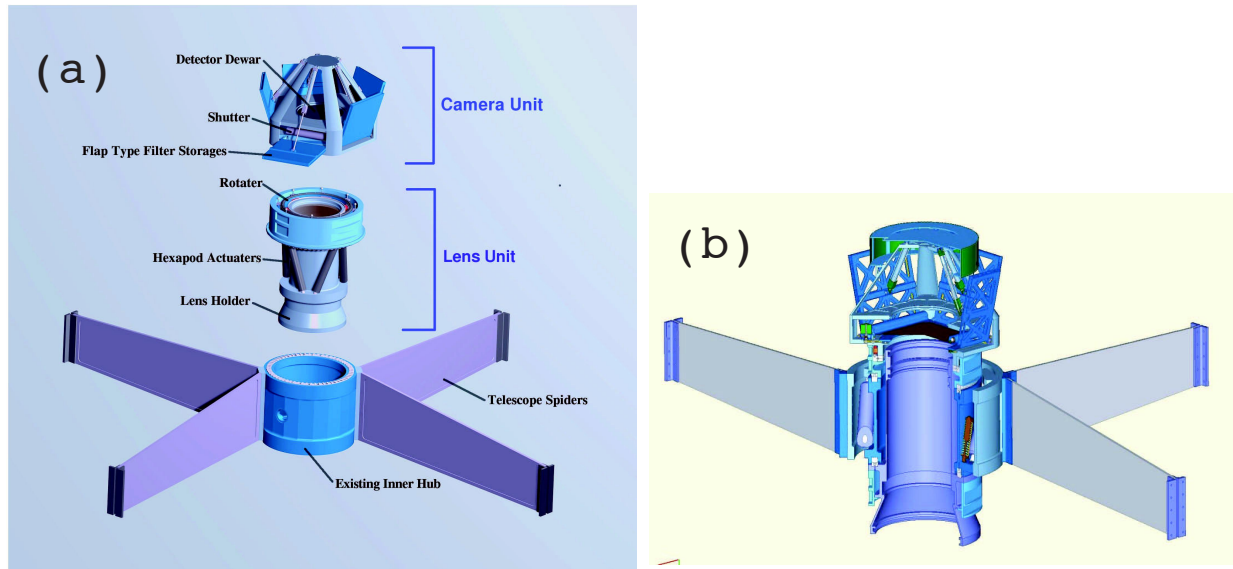 (a)
Detector Dewar
Camera Unit
Shutter
Flap Type Filter Storages
Rotater
Hexapod Actuaters
Lens Unit
Lens Holder
Telescope Spiders
Existing Inner Hub
(b)